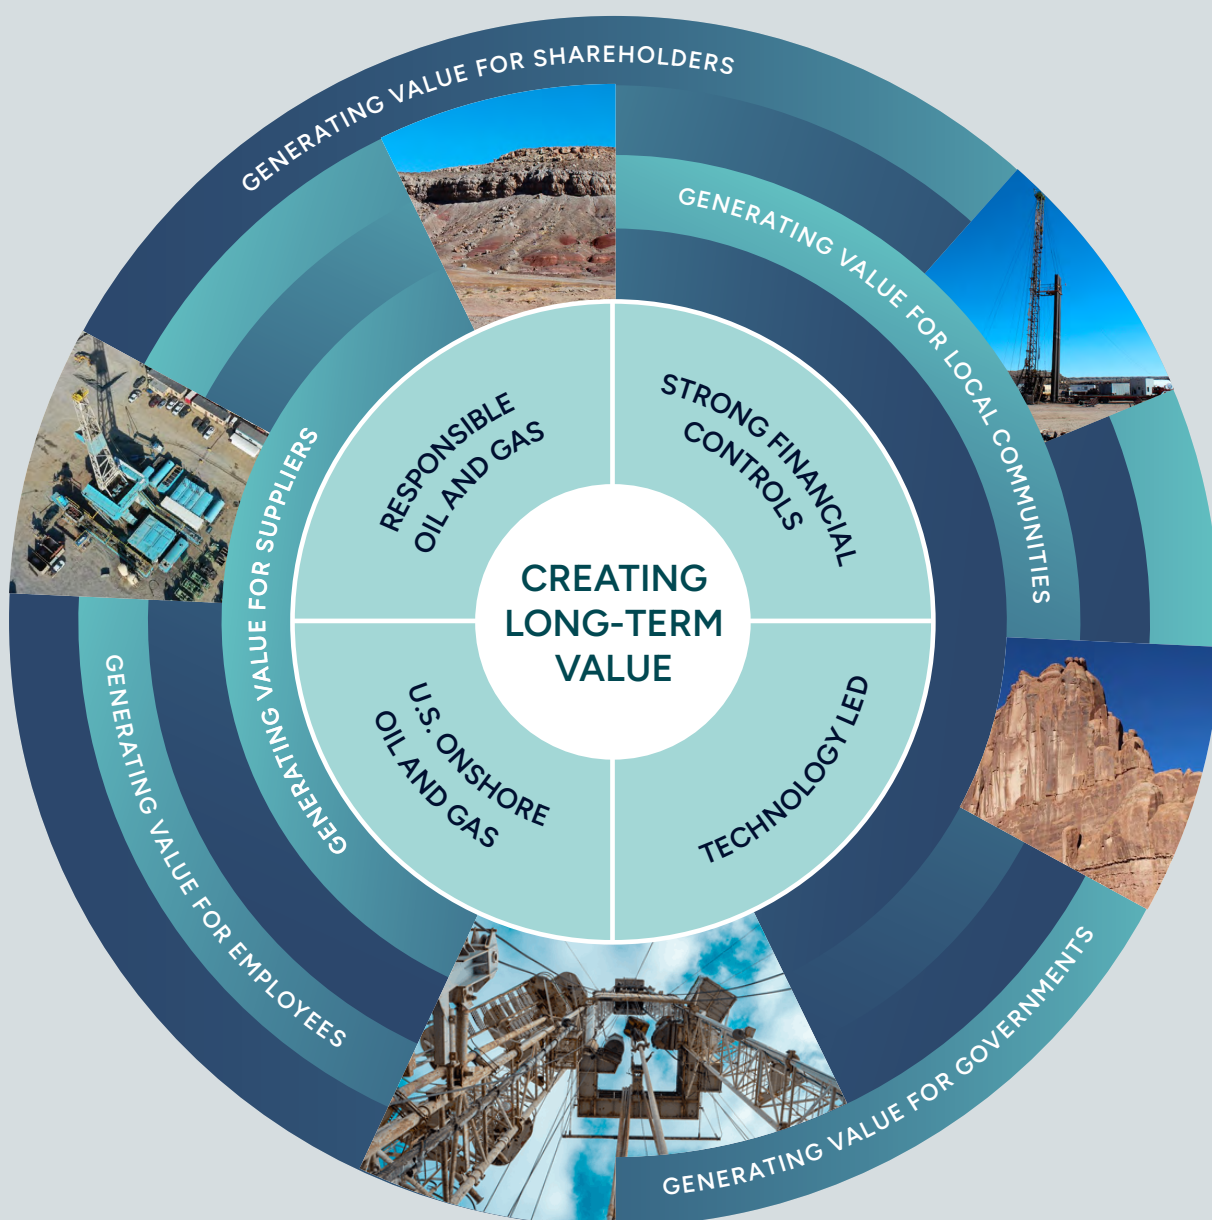 GENERATING VALUE FOR SHAREHOLDERS
GENERATING VALUE FOR LOCAL COMMUNITIES
GENERATING VALUE FOR SUPPLIERS
RESPONSIBLE
OIL AND GAS
STRONG FINANCIAL
CONTROLS
CREATING
LONG-TERM
VALUE
U.S. ONSHORE
OIL AND GAS
TECHNOLOGY LED
GENERATING VALUE FOR EMPLOYEES
GENERATING VALUE FOR GOVERNMENTS